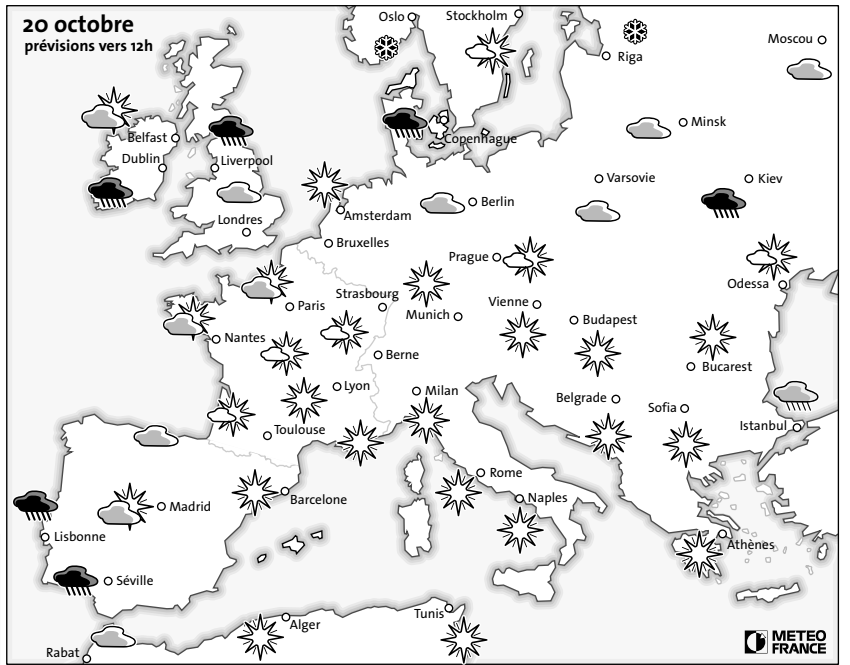 20 octobre
prévisions vers 12h
Oslo
Stockholm
Riga
Moscou
Minsk
Belfast
Dublin
Liverpool
Copenhague
Varsovie
Kiev
Londres
Amsterdam
Berlin
Bruxelles
Prague
Odessa
Paris
Strasbourg
Munich
Vienne
Budapest
Nantes
Berne
Bucarest
Lyon
Milan
Belgrade
Sofia
Istanbul
Toulouse
Rome
Naples
Madrid
Barcelone
Lisbonne
Athènes
Séville
Alger
Tunis
Rabat
METEO
FRANCE